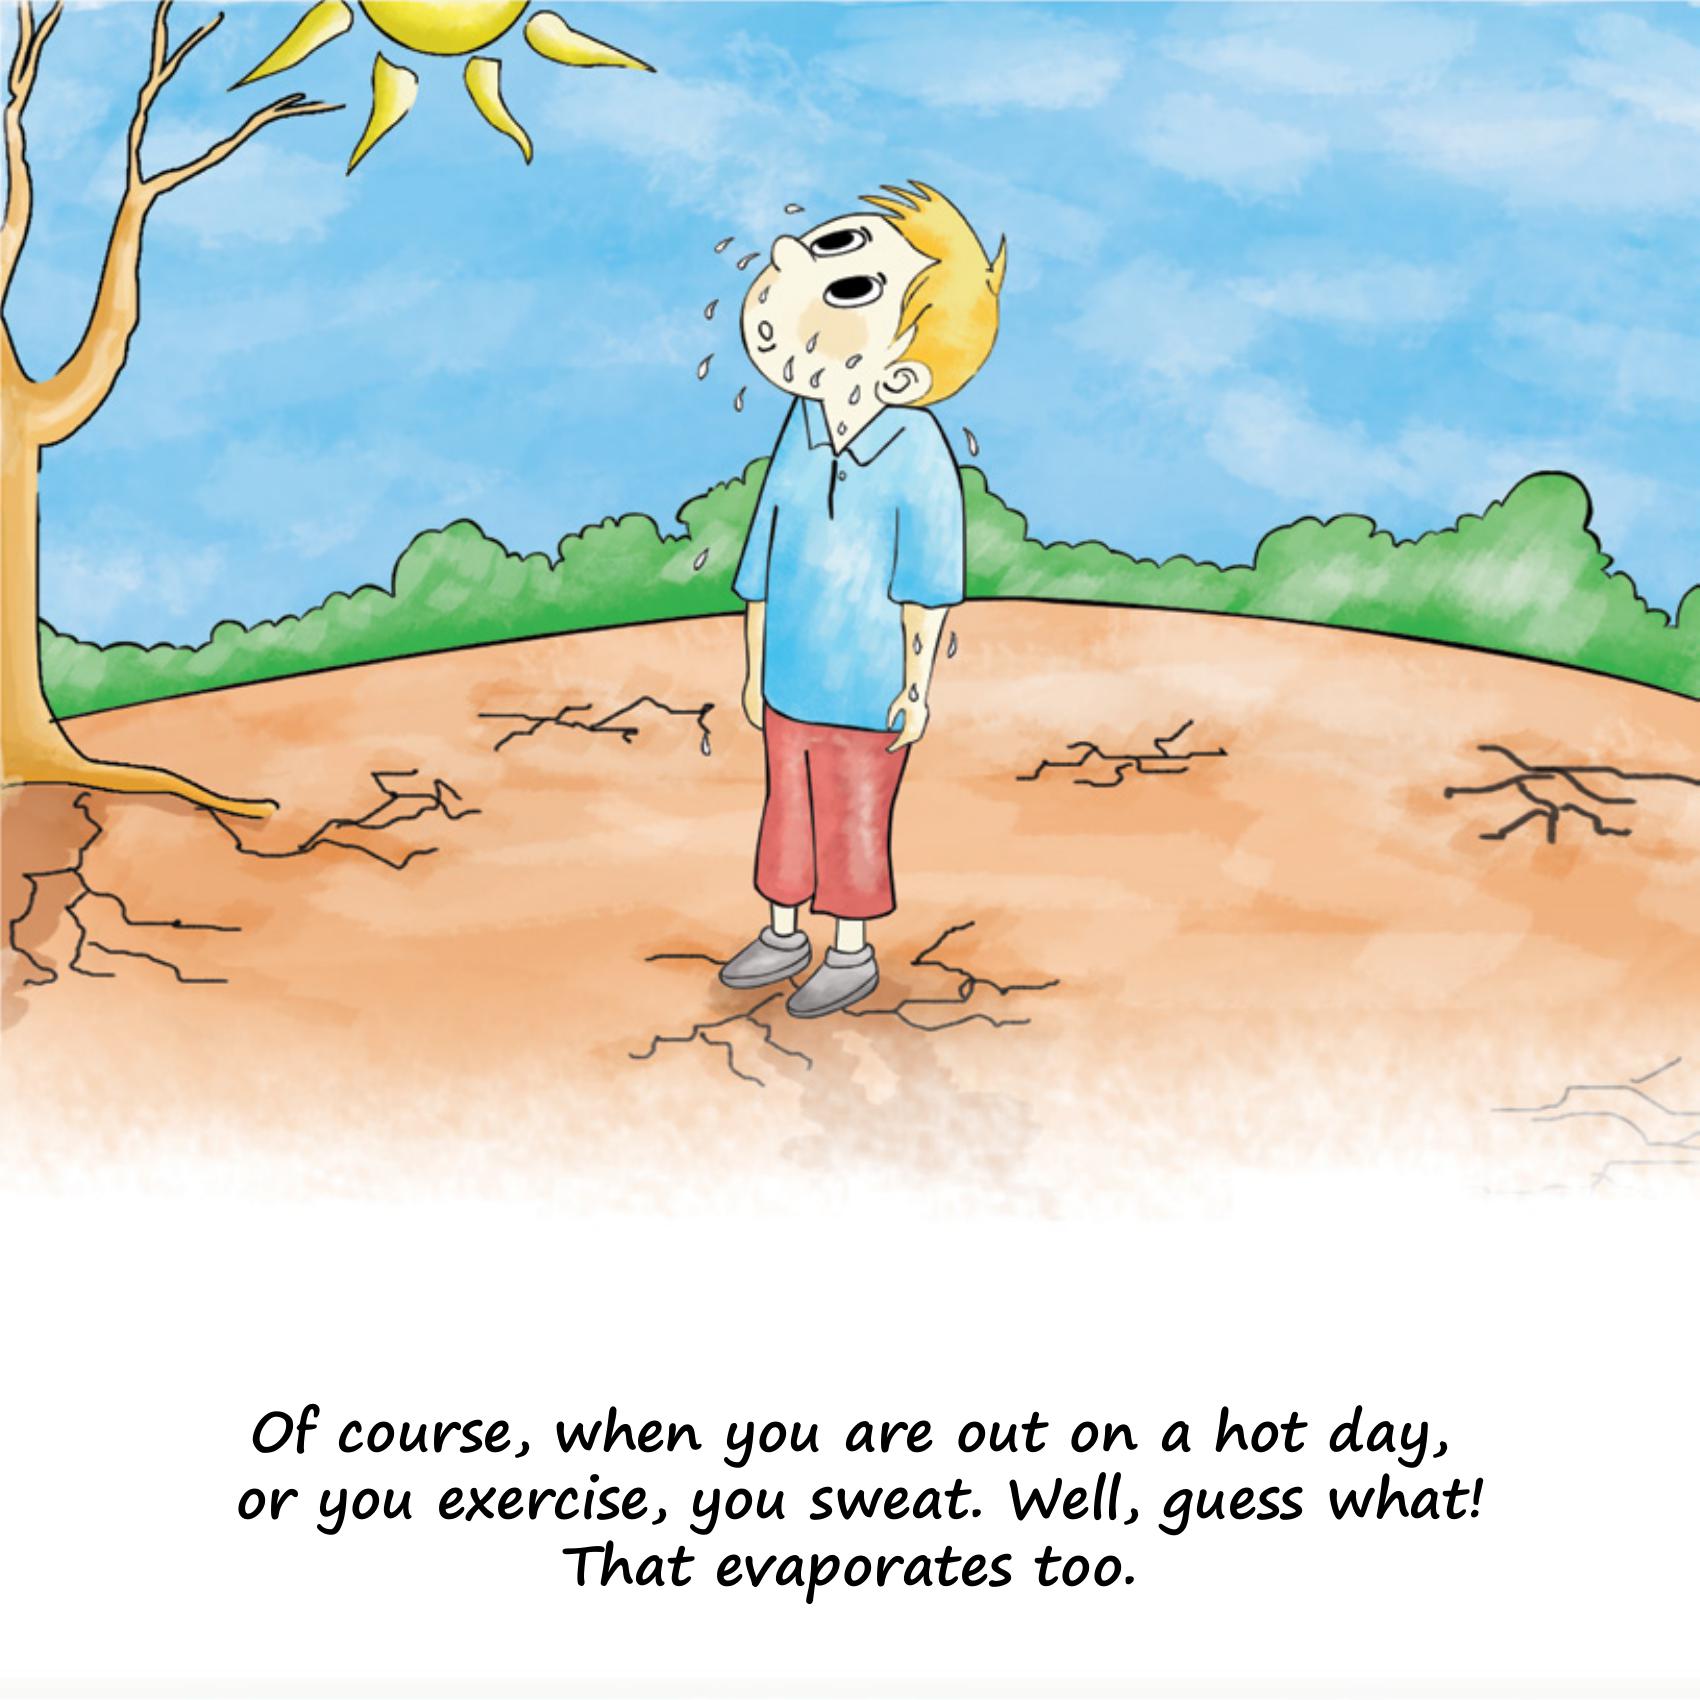 Of course, when you are out on a hot day,
or you exercise, you sweat. Well, guess what!
That evaporates too.